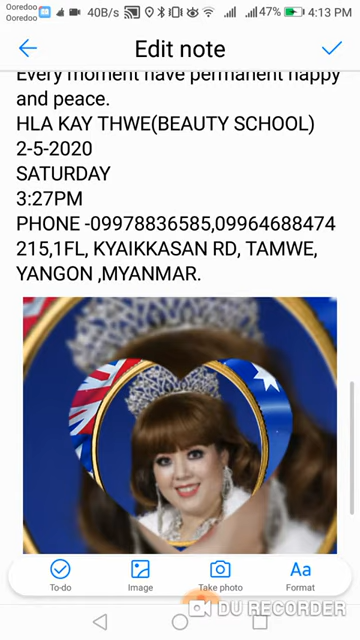 Ooredoo
Ooredoo
40B/s
47%
4:13 PM
Edit note
Every moment have permanent happy
and peace.
HLA KAY THWE(BEAUTY SCHOOL)
2-5-2020
SATURDAY
3:27PM
PHONE -09978836585,09964688474
215,1FL, KYAIKKASAN RD, TAMWE,
YANGON ,MYANMAR.
To-do
Image
Take photo
Aa
Format
DU RECORDER